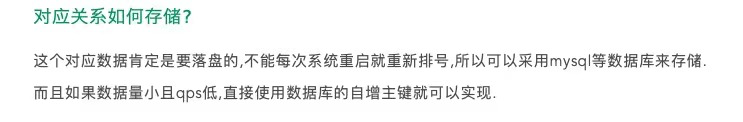 对应关系如何存储?
这个对应数据肯定是要落盘的,不能每次系统重启就重新排号,所以可以采用mysql等数据库来存储.
而且如果数据量小且qps低,直接使用数据库的自增主键就可以实现.